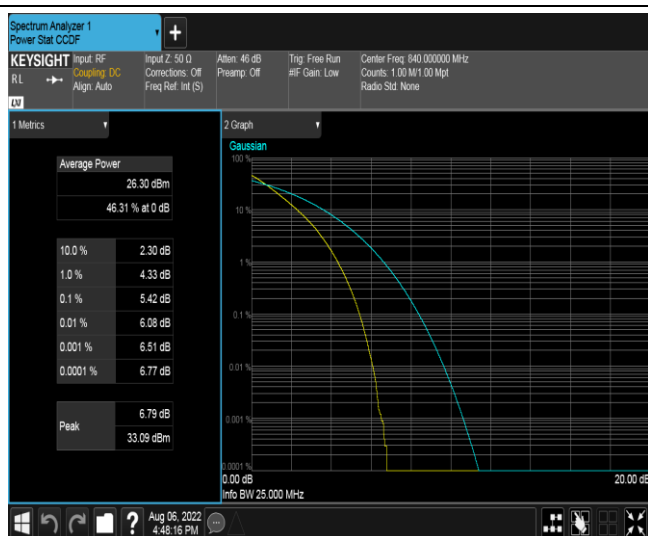 Spectrum Analyzer 1
Power Stat CCDF
+
KEYSIGHT
RL
LXI
Input: RF
Coupling: DC
Align: Auto
Input Z: 50 Ω
Corrections: Off
Freq Ref: Int (S)
Atten: 46 dB
Preamp: Off
Trig: Free Run
#IF Gain: Low
Center Freq: 840.000000 MHz
Counts: 1.00 M/1.00 Mpt
Radio Std: None
1 Metrics
Average Power
26.30 dBm
46.31 % at 0 dB
10.0 % 2.30 dB
1.0 % 4.33 dB
0.1 % 5.42 dB
0.01 % 6.08 dB
0.001 % 6.51 dB
0.0001 % 6.77 dB
Peak
6.79 dB
33.09 dBm
2 Graph
Gaussian
100 %
10 %
1 %
0.1 %
0.01 %
0.001 %
0.0001 %
0.00 dB 20.00 dB
Info BW 25.000 MHz
?
Aug 06, 2022
4:48:16 PM